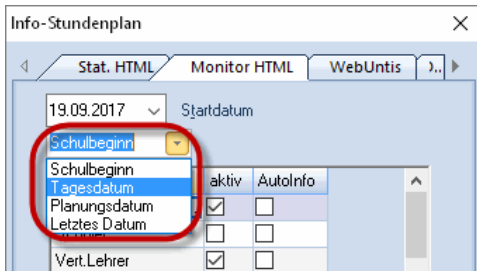 Info-Stundenplan
Stat. HTML Monitor HTML WebUntis
19.09.2017 Startdatum
Schulbeginn
Schulbeginn
Tagesdatum
Planungsdatum
Letztes Datum
aktiv AutoInfo
Vert.Lehrer